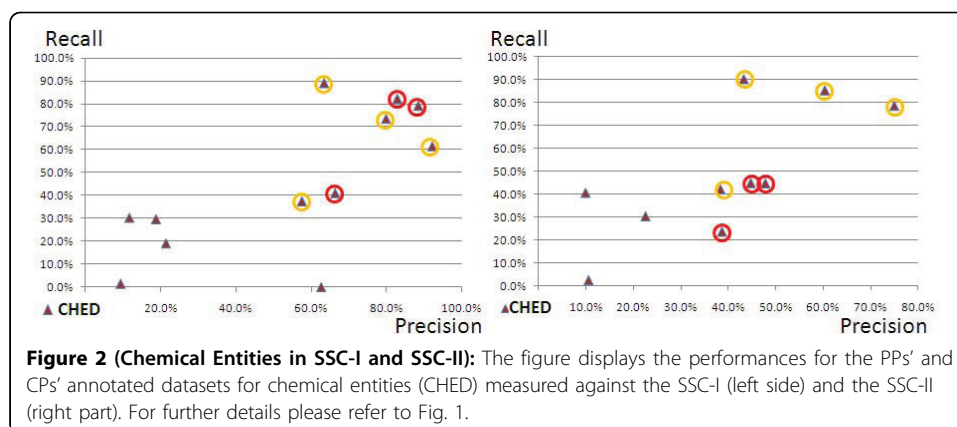 Recall
100.0%
90.0%
80.0%
70.0%
60.0%
50.0%
40.0%
30.0%
20.0%
10.0%
0.0%
▲ CHED
20.0% 40.0% 60.0% 80.0% 100.0%
Precision
Recall
100.0%
90.0%
80.0%
70.0%
60.0%
50.0%
40.0%
30.0%
20.0%
10.0%
0.0%
▲CHED
10.0% 20.0% 30.0% 40.0% 50.0% 60.0% 70.0% 80.0%
Precision
Figure 2 (Chemical Entities in SSC-I and SSC-II): The figure displays the performances for the PPs’ and
CPs’ annotated datasets for chemical entities (CHED) measured against the SSC-I (left side) and the SSC-II
(right part). For further details please refer to Fig. 1.